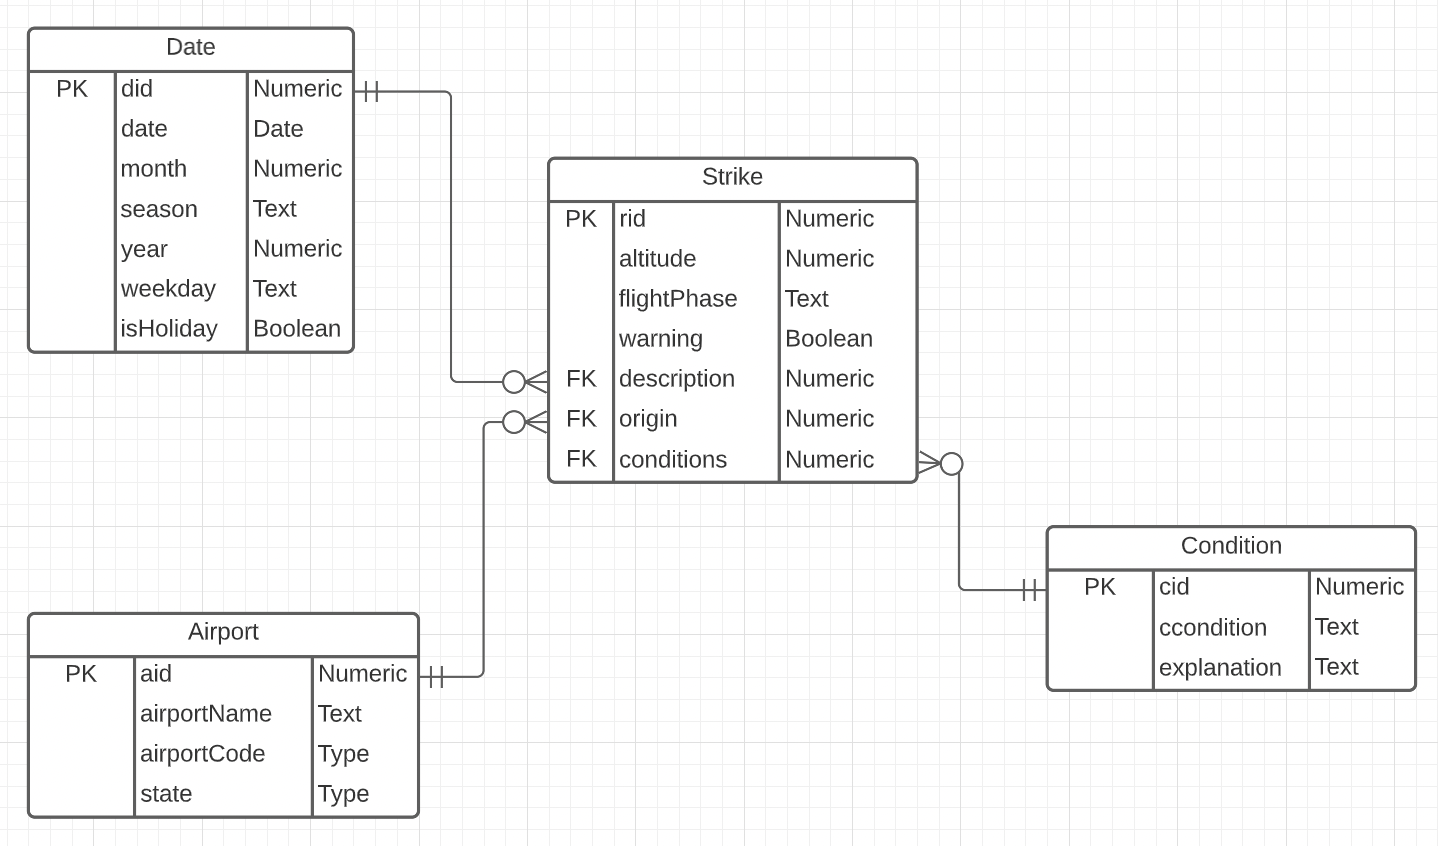 Date
PK did Numeric
date Date
month Numeric
season Text
year Numeric
weekday Text
isHoliday Boolean
Strike
PK rid Numeric
altitude Numeric
flightPhase Text
warning Boolean
FK description Numeric
FK origin Numeric
FK conditions Numeric
Condition
PK cid Numeric
ccondition Text
explanation Text
Airport
PK aid Numeric
airportName Text
airportCode Type
state Type